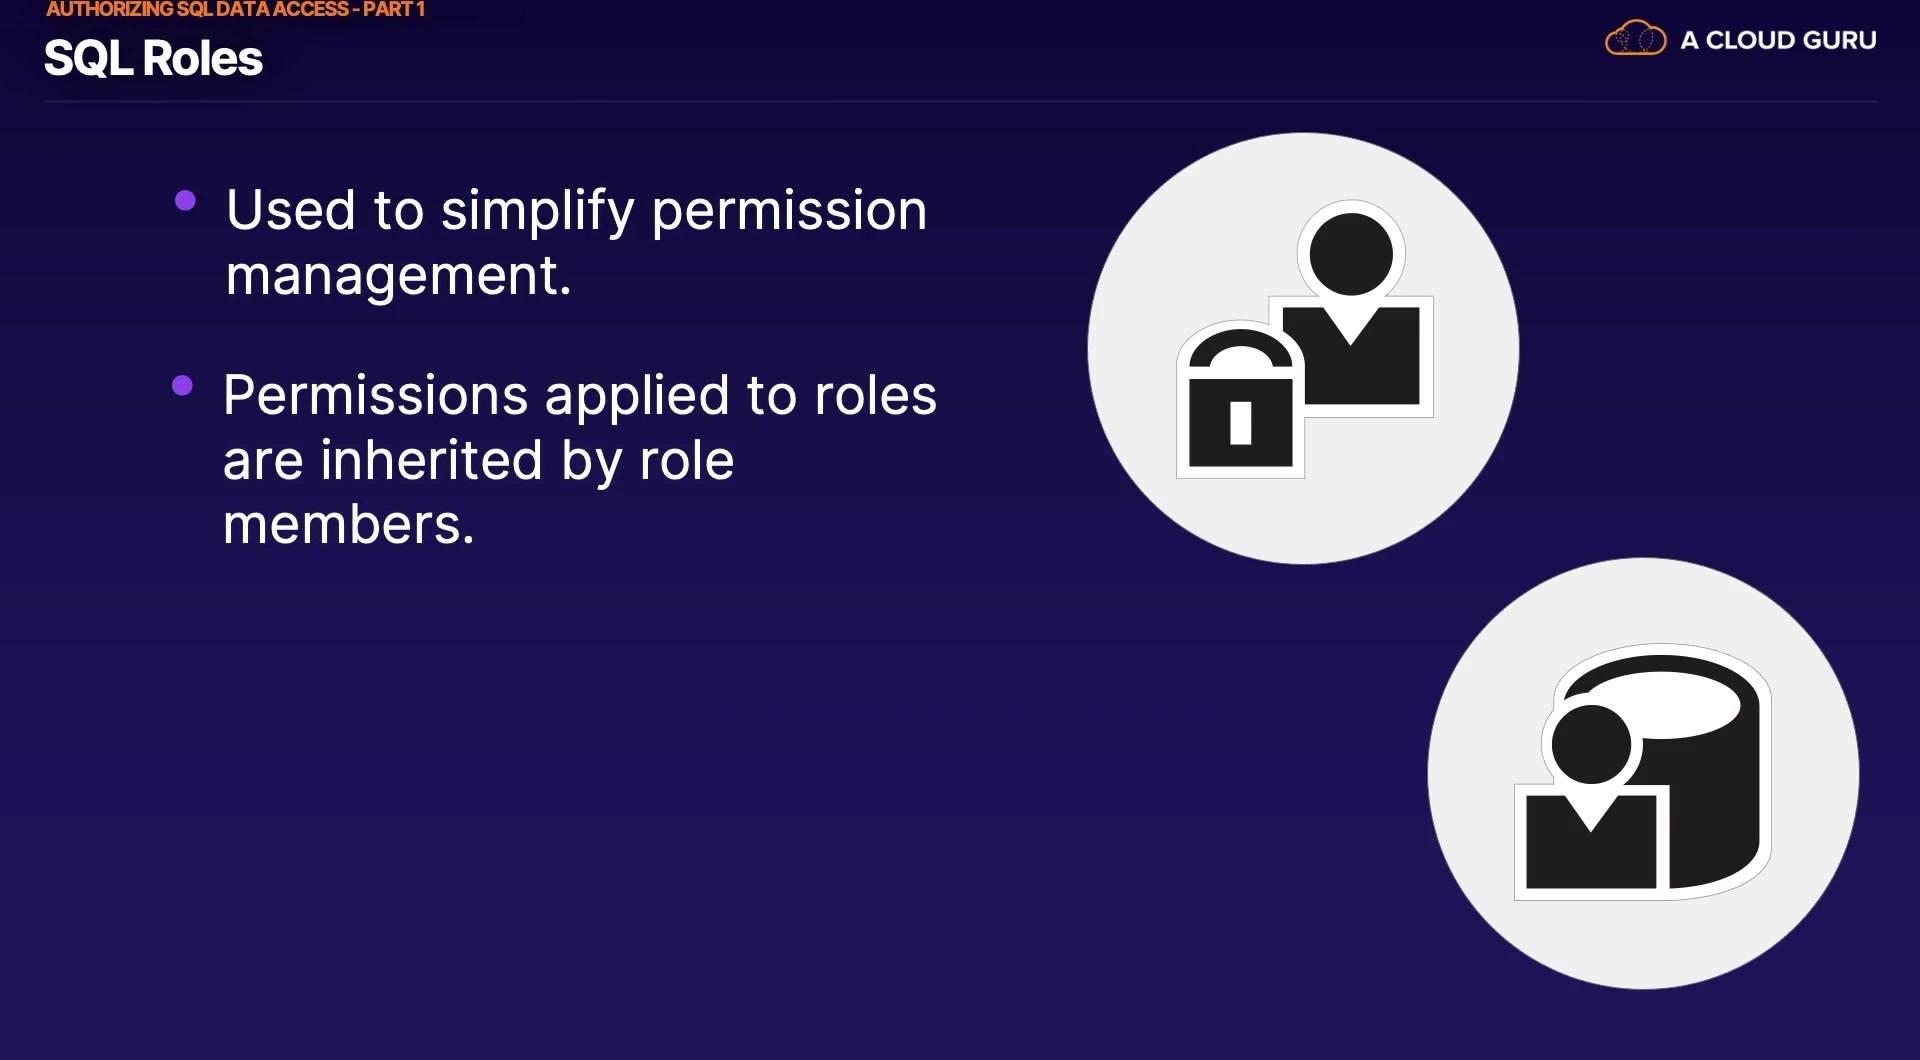 AUTHORIZING SQL DATA ACCESS - PART 1
SQL Roles
A CLOUD GURU
Used to simplify permission
management.
Permissions applied to roles
are inherited by role
members.